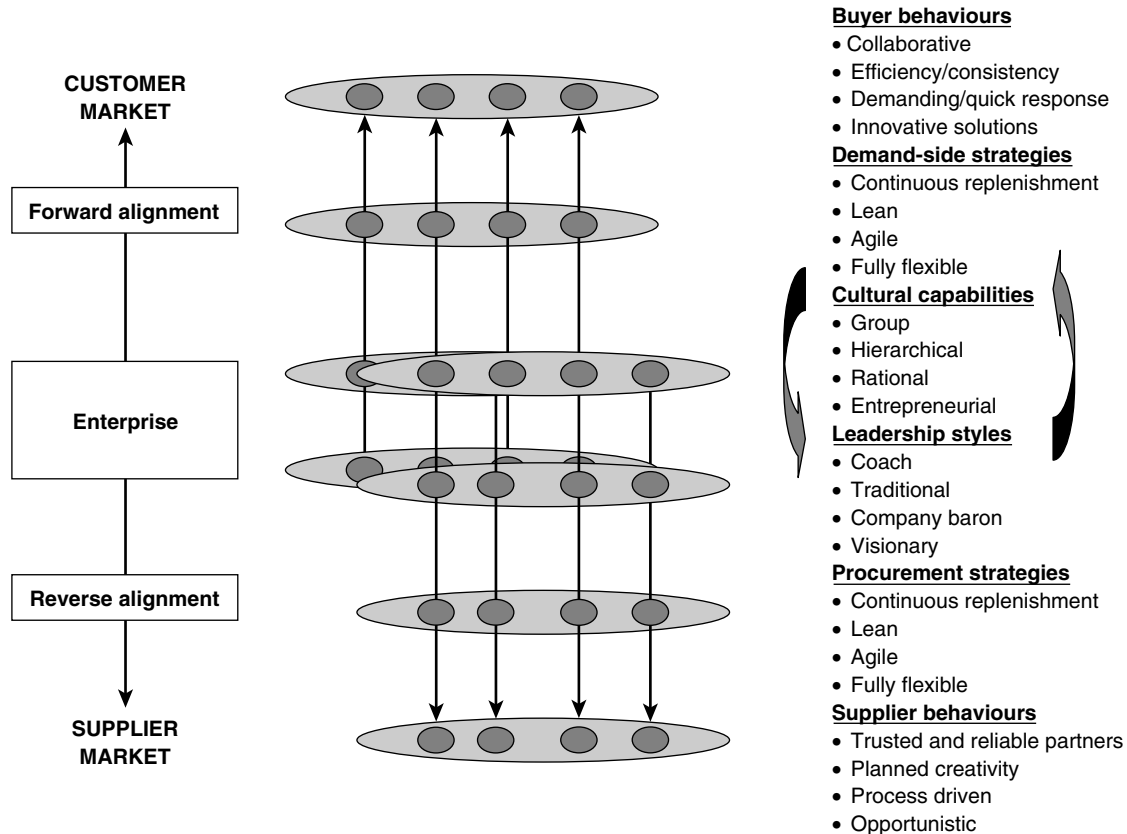 CUSTOMER
MARKET
Forward alignment
Enterprise
Reverse alignment
SUPPLIER
MARKET
Buyer behaviours
• Collaborative
• Efficiency/consistency
• Demanding/quick response
• Innovative solutions
Demand-side strategies
• Continuous replenishment
• Lean
• Agile
• Fully flexible
Cultural capabilities
• Group
• Hierarchical
• Rational
• Entrepreneurial
Leadership styles
• Coach
• Traditional
• Company baron
• Visionary
Procurement strategies
• Continuous replenishment
• Lean
• Agile
• Fully flexible
Supplier behaviours
• Trusted and reliable partners
• Planned creativity
• Process driven
• Opportunistic